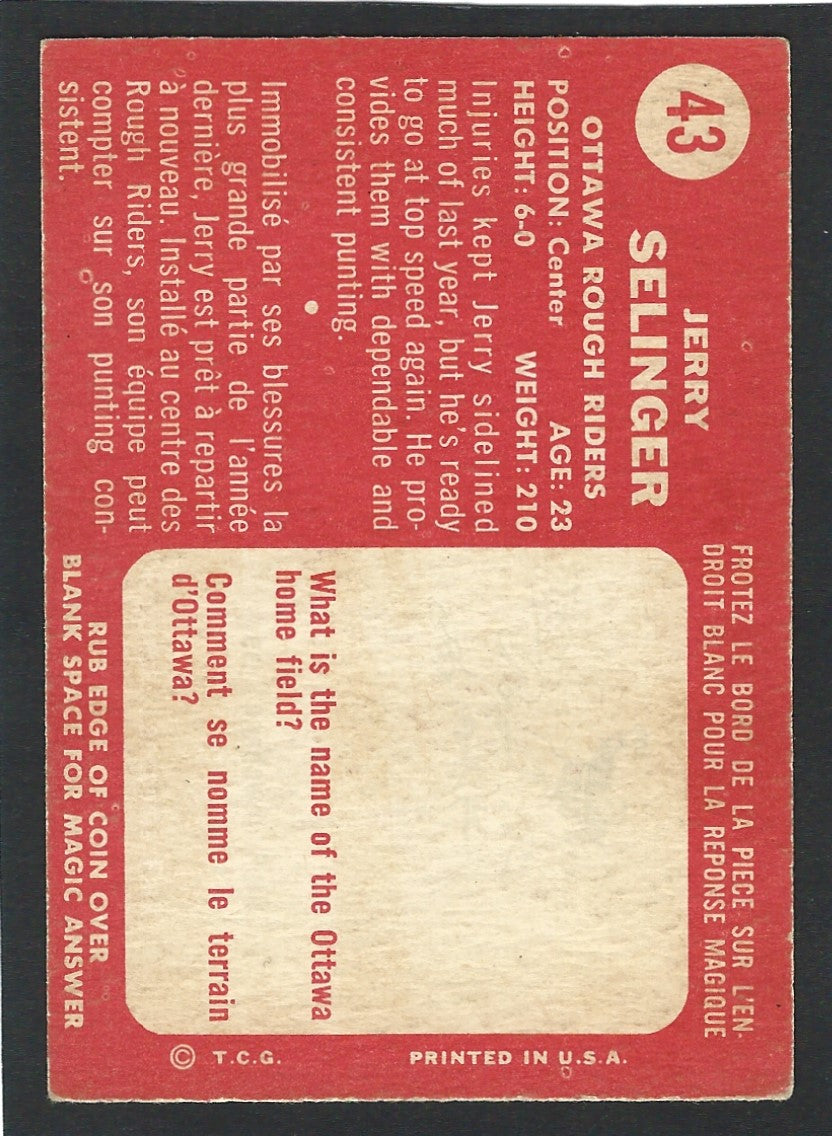 43
JERRY
SELINGER
OTTAWA ROUGH RIDERS
POSITION: Center AGE: 23
HEIGHT: 6-0 WEIGHT: 210
Injuries kept Jerry sidelined
much of last year, but he's ready
to go at top speed again. He pro-
vides them with dependable and
consistent punting.
Immobilisé par ses blessures la
plus grande partie de l'année
dernière, Jerry est prêt à repartir
à nouveau. Installé au centre des
Rough Riders, son équipe peut
compter sur son punting con-
sistent.
FROTEZ LE BORD DE LA PIECE SUR L'EN-
DROIT BLANC POUR LA REPONSE MAGIQUE
What is the name of the Ottawa
home field?
Comment se nomme le terrain
d'Ottawa?
RUB EDGE OF COIN OVER
BLANK SPACE FOR MAGIC ANSWER
© T.C.G. PRINTED IN U.S.A.